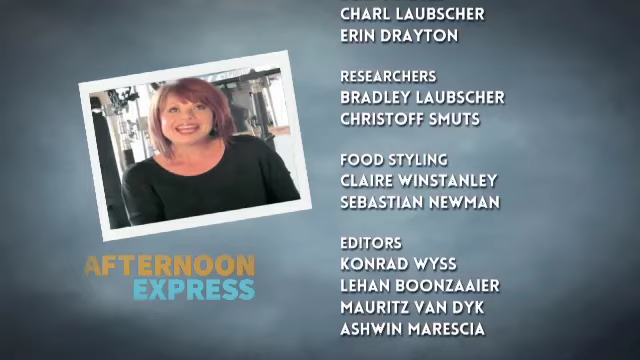 CHARL LAUBSCHER
ERIN DRAYTON
RESEARCHERS
BRADLEY LAUBSCHER
CHRISTOFF SMUTS
FOOD STYLING
CLAIRE WINSTANLEY
SEBASTIAN NEWMAN
EDITORS
KONRAD WYSS
LEHAN BOONZAAIER
MAURITZ VAN DYK
ASHWIN MARESCIA
AFTERNOON
EXPRESS